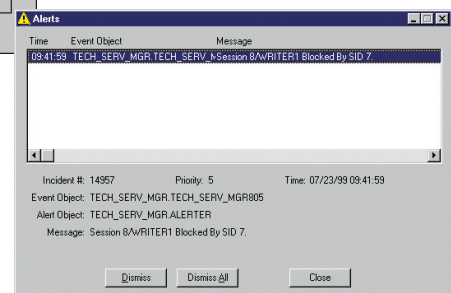 Alerts
Time Event Object Message
09:41:59 TECH_SERV_MGR.TECH_SERV_MSession 8/WRITER1 Blocked By SID 7.
Incident #: 14957 Priority: 5 Time: 07/23/99 09:41:59
Event Object: TECH_SERV_MGR.TECH_SERV_MGR805
Alert Object: TECH_SERV_MGR.ALERTER
Message: Session 8/WRITER1 Blocked By SID 7.
Dismiss Dismiss All Close